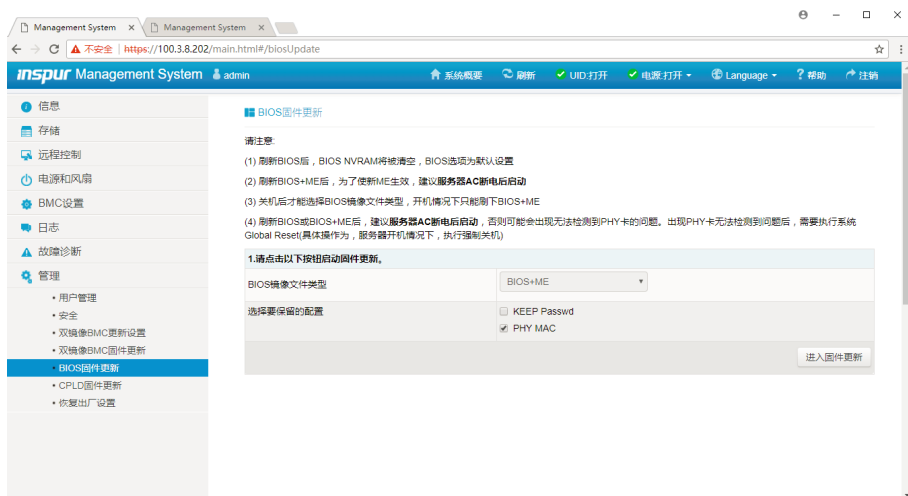 Management System
Management System
不安全 | https://100.3.8.202/main.html#/biosUpdate
inspur Management System admin 系统概要 刷新 UID:打开 电源:打开 Language 帮助 注销
信息
存储
远程控制
电源和风扇
BMC设置
日志
故障诊断
管理
• 用户管理
• 安全
• 双镜像BMC更新设置
• 双镜像BMC固件更新
• BIOS固件更新
• CPLD固件更新
• 恢复出厂设置
BIOS固件更新
请注意:
(1) 刷新BIOS后，BIOS NVRAM将被清空，BIOS选项为默认设置
(2) 刷新BIOS+ME后，为了使新ME生效，建议服务器AC断电后启动
(3) 关机后才能选择BIOS镜像文件类型，开机情况下只能刷下BIOS+ME
(4) 刷新BIOS或BIOS+ME后，建议服务器AC断电后启动，否则可能会出现无法检测到PHY卡的问题。出现PHY卡无法检测到问题后，需要执行系统
Global Reset(具体操作为，服务器开机情况下，执行强制关机)
1.请点击以下按钮启动固件更新。
BIOS镜像文件类型 BIOS+ME
选择要保留的配置 KEEP Passwd
PHY MAC
进入固件更新